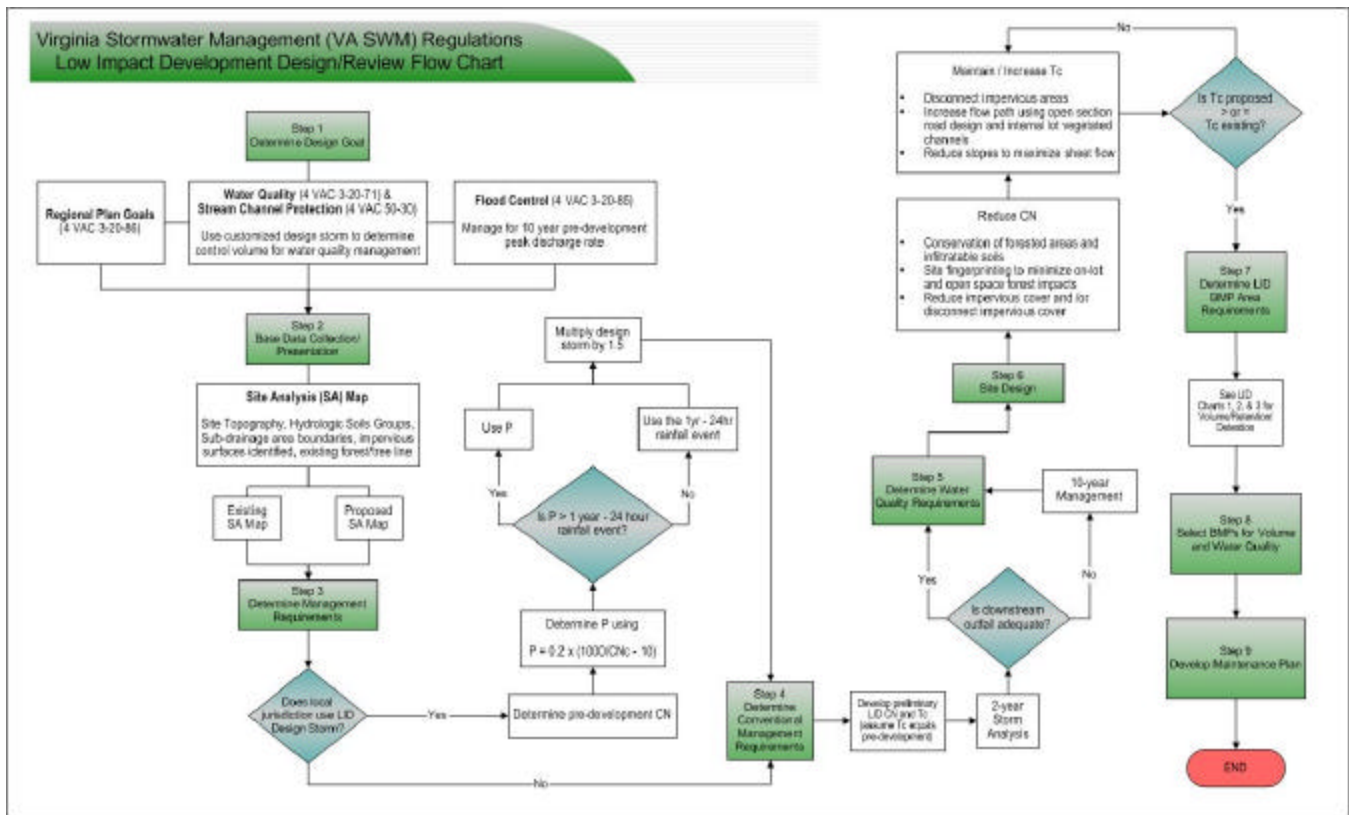 Virginia Stormwater Management (VA SWM) Regulations
Low Impact Development Design/Review Flow Chart
Step 1
Determine Design Goal
Regional Plan Goals
(4 VAC 3-20-86)
Water Quality (4 VAC 3-20-71) &
Stream Channel Protection (4 VAC 50-30)
Use customized design storm to determine
control volume for water quality management
Flood Control (4 VAC 3-20-85)
Manage for 10 year pre-development
peak discharge rate
Step 2
Base Data Collection/
Presentation
Site Analysis (SA) Map
Site Topography, Hydrologic Soils Groups,
Sub-drainage area boundaries, impervious
surfaces identified, existing forest/tree line
Existing
SA Map
Proposed
SA Map
Step 3
Determine Management
Requirements
Does local
jurisdiction use LID
Design Storm?
Yes
No
Determine pre-development CN
Determine P using
P = 0.2 x (1000/CNc - 10)
Is P > 1 year - 24 hour
rainfall event?
Yes
No
Use P
Use the 1yr - 24hr
rainfall event
Multiply design
storm by 1.5
Step 4
Determine
Conventional
Management
Requirements
Develop preliminary
LID CN and Tc
(assume Tc equals
pre-development)
2-year
Storm
Analysis
Is downstream
outfall adequate?
Yes
No
10-year
Management
Step 5
Determine Water
Quality Requirements
Step 6
Site Design
Reduce CN
• Conservation of forested areas and
infiltratable soils
• Site fingerprinting to minimize on-lot
and open space forest impacts
• Reduce impervious cover and /or
disconnect impervious cover
Maintain / Increase Tc
• Disconnect impervious areas
• Increase flow path using open section
road design and internal lot vegetated
channels
• Reduce slopes to maximize sheet flow
No
Is Tc proposed
> or =
Tc existing?
Yes
Step 7
Determine LID
BMP Area
Requirements
See LID
Charts 1, 2, & 3 for
Volume/Retention/
Detention
Step 8
Select BMPs for Volume
and Water Quality
Step 9
Develop Maintenance Plan
END